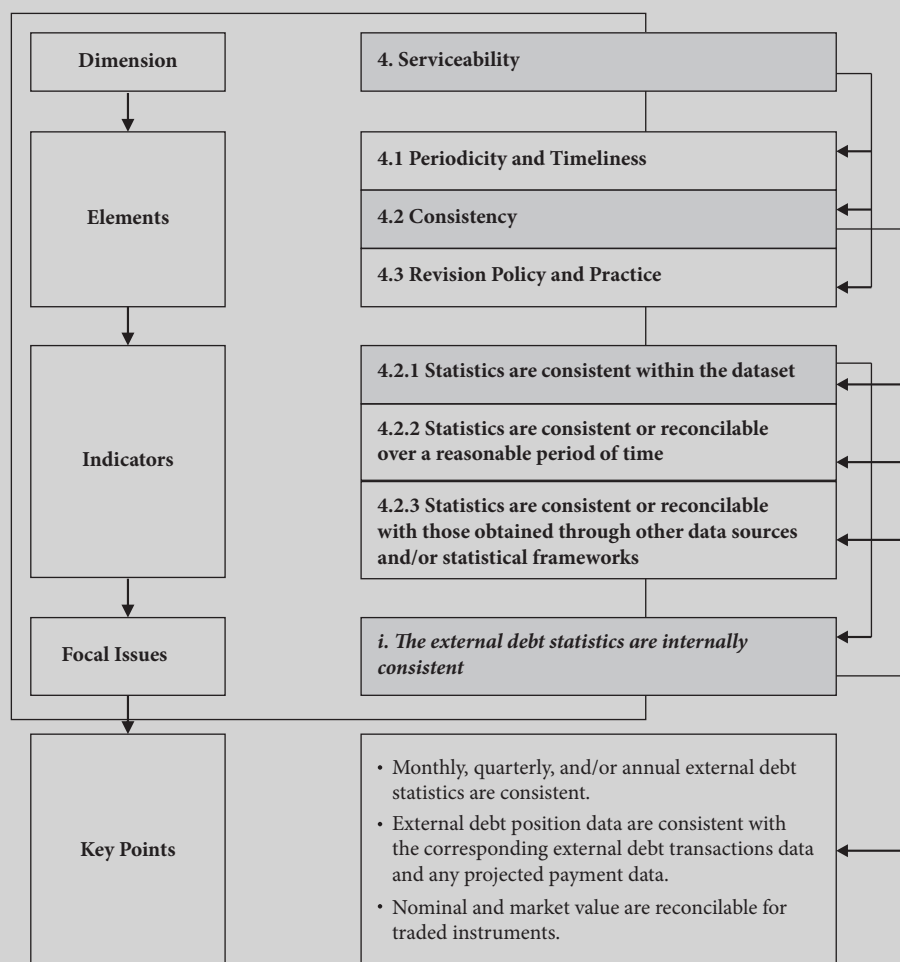 Dimension
4. Serviceability
Elements
4.1 Periodicity and Timeliness
4.2 Consistency
4.3 Revision Policy and Practice
Indicators
4.2.1 Statistics are consistent within the dataset
4.2.2 Statistics are consistent or reconcilable
over a reasonable period of time
4.2.3 Statistics are consistent or reconcilable
with those obtained through other data sources
and/or statistical frameworks
Focal Issues
i. The external debt statistics are internally
consistent
Key Points
• Monthly, quarterly, and/or annual external debt
statistics are consistent.
• External debt position data are consistent with
the corresponding external debt transactions data
and any projected payment data.
• Nominal and market value are reconcilable for
traded instruments.